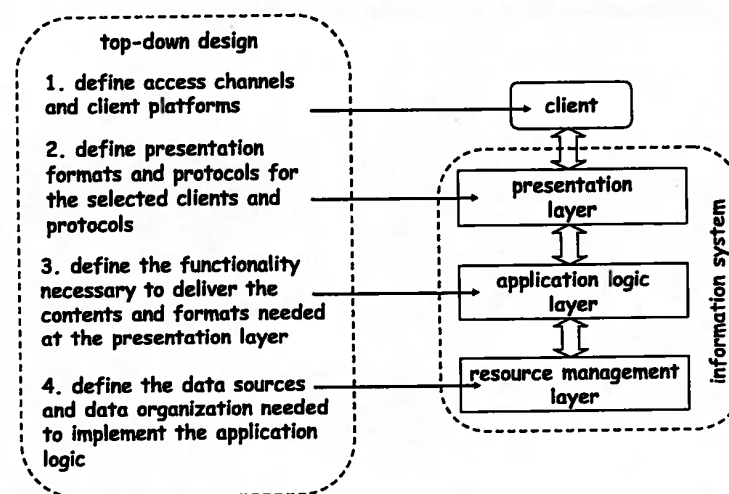 top-down design
1. define access channels
and client platforms
2. define presentation
formats and protocols for
the selected clients and
protocols
3. define the functionality
necessary to deliver the
contents and formats needed
at the presentation layer
4. define the data sources
and data organization needed
to implement the application
logic
client
presentation
layer
application logic
layer
resource management
layer
information system